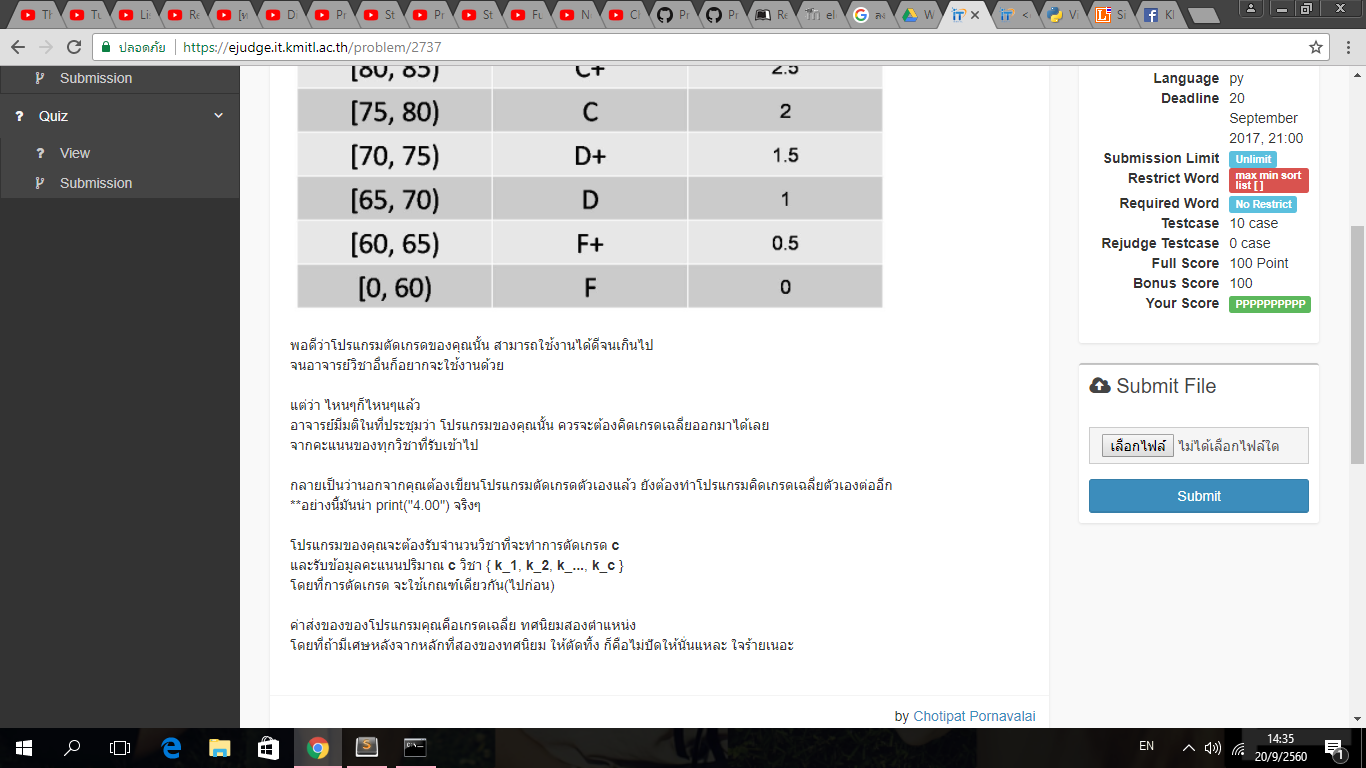 Th
Tu
Li
Re
[ห
Di
Pr
St
Pr
St
Fu
N
Cl
Pr
Pr
Re
el
ลง
W
V
Si
Kl
ปลอดภัย https://ejudge.it.kmitl.ac.th/problem/2737
Submission
Quiz
View
Submission
[80, 85) C+ 2.5
[75, 80) C 2
[70, 75) D+ 1.5
[65, 70) D 1
[60, 65) F+ 0.5
[0, 60) F 0
พอดีว่าโปรแกรมตัดเกรดของคุณนั้น สามารถใช้งานได้ดีจนเกินไป
จนอาจารย์วิชาอื่นก็อยากจะใช้งานด้วย
แต่ว่า ไหนๆก็ไหนๆแล้ว
อาจารย์มีมติในที่ประชุมว่า โปรแกรมของคุณนั้น ควรจะต้องคิดเกรดเฉลี่ยออกมาได้เลย
จากคะแนนของทุกวิชาที่รับเข้าไป
กลายเป็นว่านอกจากคุณต้องเขียนโปรแกรมตัดเกรดตัวเองแล้ว ยังต้องทำโปรแกรมคิดเกรดเฉลี่ยตัวเองต่ออีก
**อย่างนี้มันน่า print("4.00") จริงๆ
โปรแกรมของคุณจะต้องรับจำนวนวิชาที่จะทำการตัดเกรด c
และรับข้อมูลคะแนนปริมาณ c วิชา { k_1, k_2, k_..., k_c }
โดยที่การตัดเกรด จะใช้เกณฑ์เดียวกัน(ไปก่อน)
ค่าส่งของของโปรแกรมคุณคือเกรดเฉลี่ย ทศนิยมสองตำแหน่ง
โดยที่ถ้ามีเศษหลังจากหลักที่สองของทศนิยม ให้ตัดทิ้ง ก็คือไม่ปัดให้นั่นแหละ ใจร้ายเนอะ
by Chotipat Pornavalai
Language py
Deadline 20
September
2017, 21:00
Submission Limit Unlimit
Restrict Word max min sort
list [ ]
Required Word No Restrict
Testcase 10 case
Rejudge Testcase 0 case
Full Score 100 Point
Bonus Score 100
Your Score PPPPPPPPPP
Submit File
เลือกไฟล์ ไม่ได้เลือกไฟล์ใด
Submit
EN
14:35
20/9/2560
1